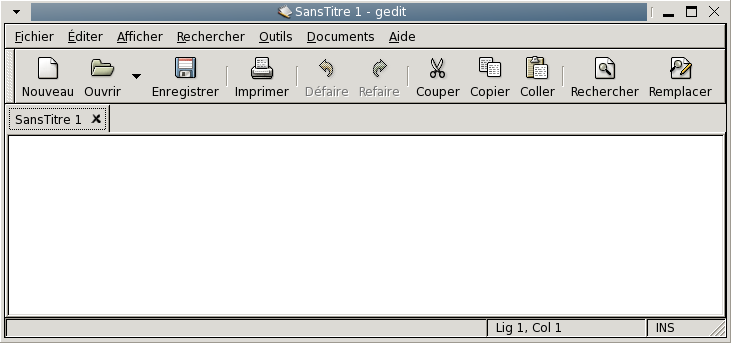 SansTitre 1 - gedit
Fichier Éditer Afficher Rechercher Outils Documents Aide
Nouveau Ouvrir Enregistrer Imprimer Défaire Refaire Couper Copier Coller Rechercher Remplacer
SansTitre 1
Lig 1, Col 1 INS